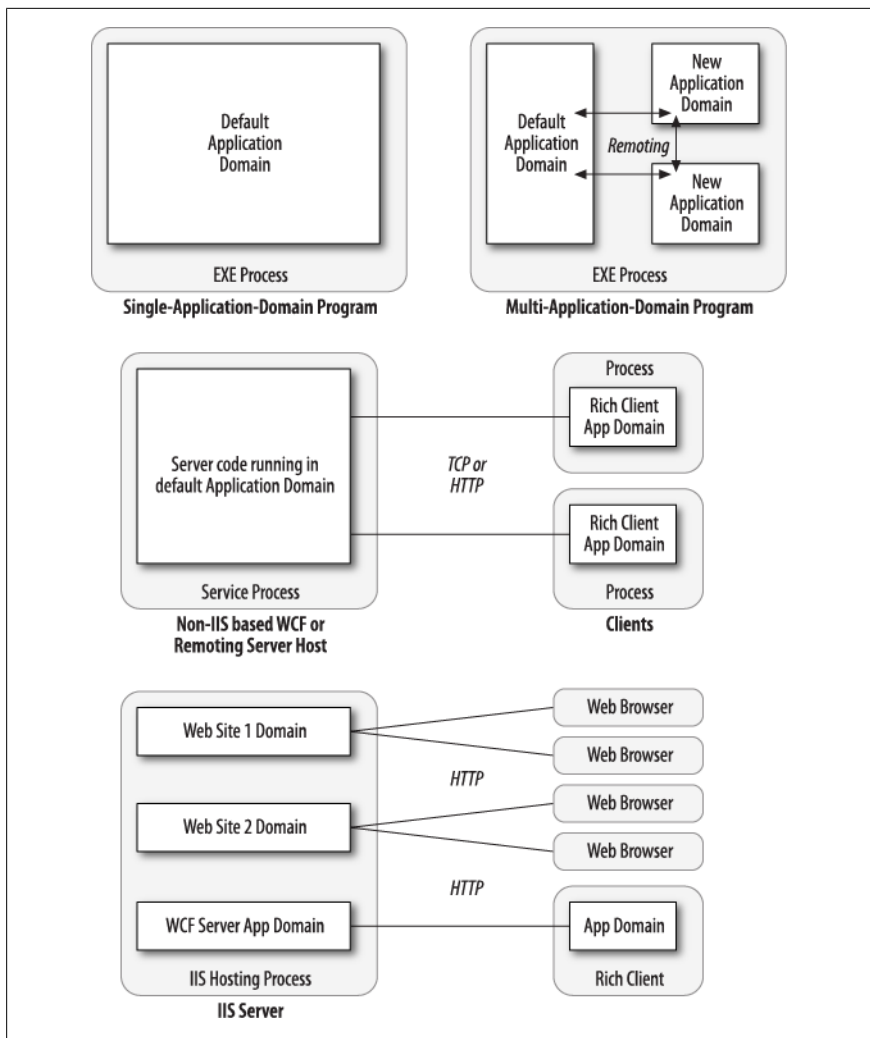 Default
Application
Domain
EXE Process
Single-Application-Domain Program
Default
Application
Domain
Remoting
New
Application
Domain
New
Application
Domain
EXE Process
Multi-Application-Domain Program
Server code running in
default Application Domain
Service Process
Non-IIS based WCF or
Remoting Server Host
TCP or
HTTP
Process
Rich Client
App Domain
Rich Client
App Domain
Process
Clients
Web Site 1 Domain
Web Site 2 Domain
WCF Server App Domain
IIS Hosting Process
IIS Server
HTTP
HTTP
Web Browser
Web Browser
Web Browser
Web Browser
App Domain
Rich Client